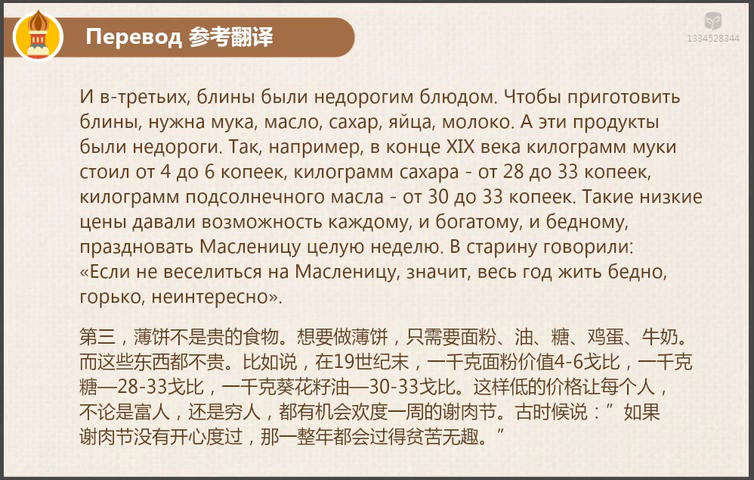 Перевод 参考翻译
1334528344
И в-третьих, блины были недорогим блюдом. Чтобы приготовить
блины, нужна мука, масло, сахар, яйца, молоко. А эти продукты
были недороги. Так, например, в конце XIX века килограмм муки
стоил от 4 до 6 копеек, килограмм сахара - от 28 до 33 копеек,
килограмм подсолнечного масла - от 30 до 33 копеек. Такие низкие
цены давали возможность каждому, и богатому, и бедному,
праздновать Масленицу целую неделю. В старину говорили:
«Если не веселиться на Масленицу, значит, весь год жить бедно,
горько, неинтересно».
第三，薄饼不是贵的食物。想要做薄饼，只需要面粉、油、糖、鸡蛋、牛奶。
而这些东西都不贵。比如说，在19世纪末，一千克面粉价值4-6戈比，一千克
糖—28-33戈比，一千克葵花籽油—30-33戈比。这样低的价格让每个人，
不论是富人，还是穷人，都有机会欢度一周的谢肉节。古时候说：”如果
谢肉节没有开心度过，那一整年都会过得贫苦无趣。”